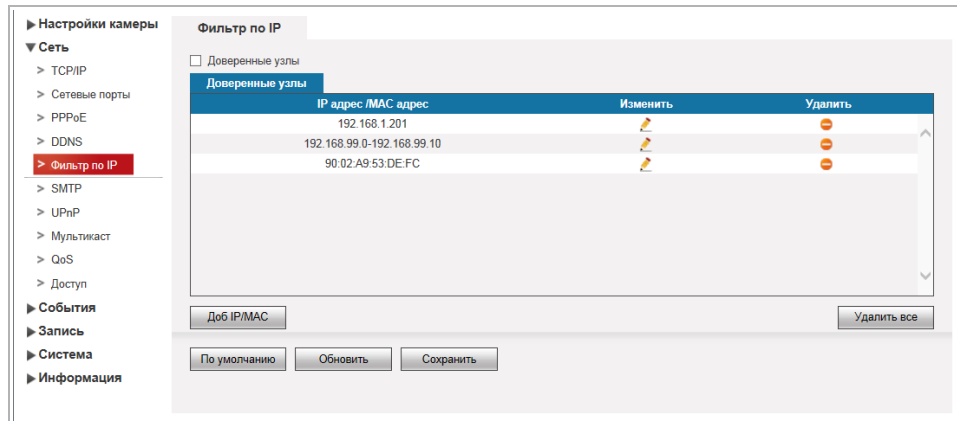 Настройки камеры
Сеть
> TCP/IP
> Сетевые порты
> PPPoE
> DDNS
> Фильтр по IP
> SMTP
> UPnP
> Мультикаст
> QoS
> Доступ
События
Запись
Система
Информация
Фильтр по IP
Доверенные узлы
Доверенные узлы
IP адрес /MAC адрес Изменить Удалить
192.168.1.201
192.168.99.0-192.168.99.10
90:02:A9:53:DE:FC
Доб IP/MAC Удалить все
По умолчанию Обновить Сохранить